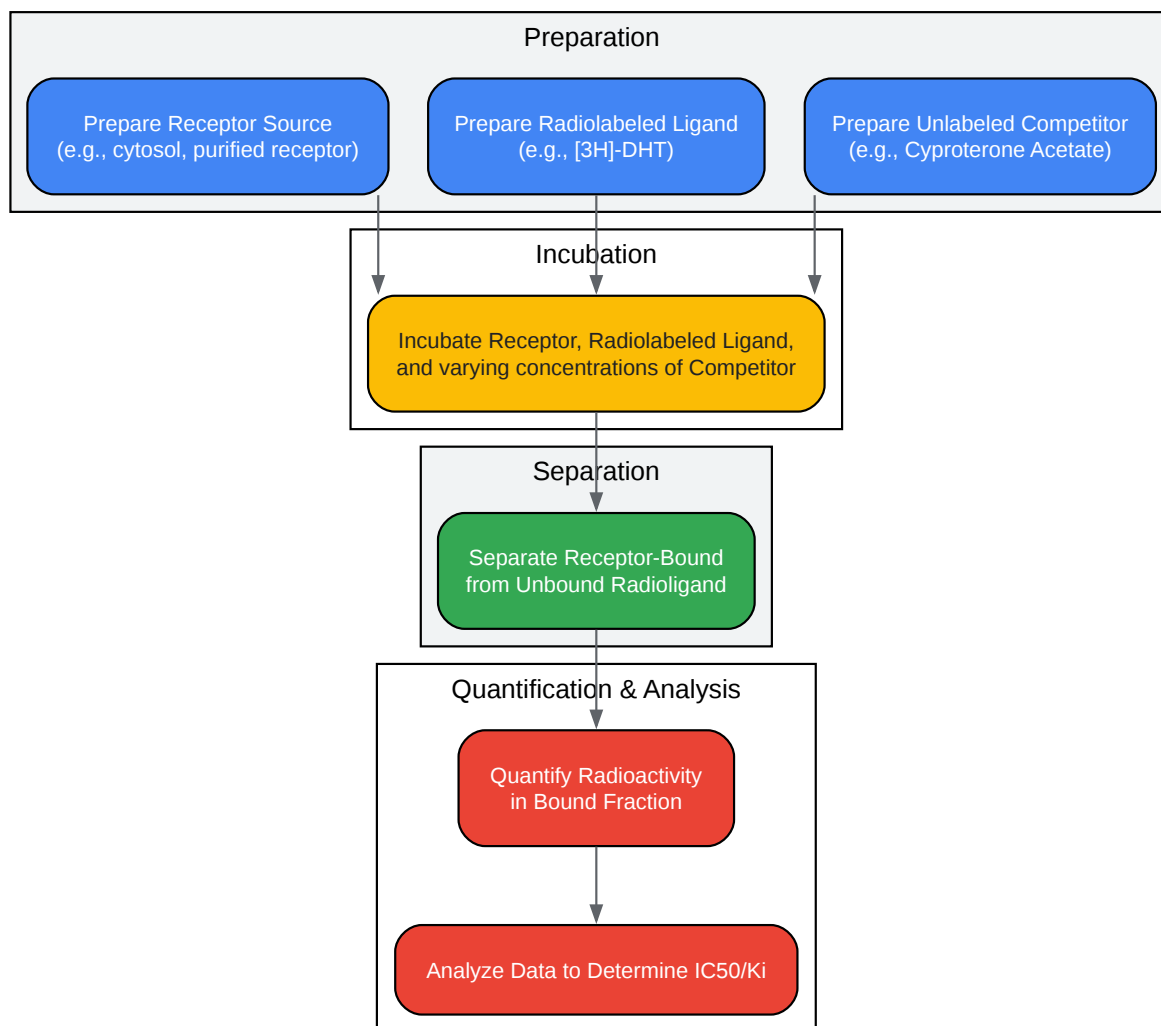 Preparation
Prepare Receptor Source
(e.g., cytosol, purified receptor)
Prepare Radiolabeled Ligand
(e.g., [3H]-DHT)
Prepare Unlabeled Competitor
(e.g., Cyproterone Acetate)
Incubation
Incubate Receptor, Radiolabeled Ligand,
and varying concentrations of Competitor
Separation
Separate Receptor-Bound
from Unbound Radioligand
Quantification & Analysis
Quantify Radioactivity
in Bound Fraction
Analyze Data to Determine IC50/Ki